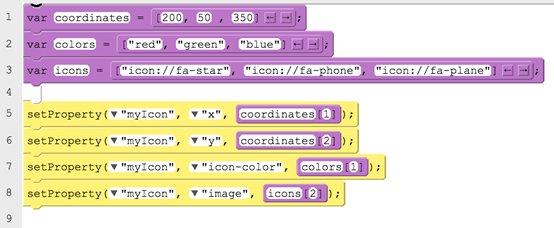 1 var coordinates = [200, 50 , 350] ←→;
2 var colors = ["red", "green", "blue"] ←→;
3 var icons = ["icon://fa-star", "icon://fa-phone", "icon://fa-plane"] ←→;
4
5 setProperty(▼"myIcon", ▼"x", coordinates[1]);
6 setProperty(▼"myIcon", ▼"y", coordinates[2]);
7 setProperty(▼"myIcon", ▼"icon-color", colors[1]);
8 setProperty(▼"myIcon", ▼"image", icons[2]);
9